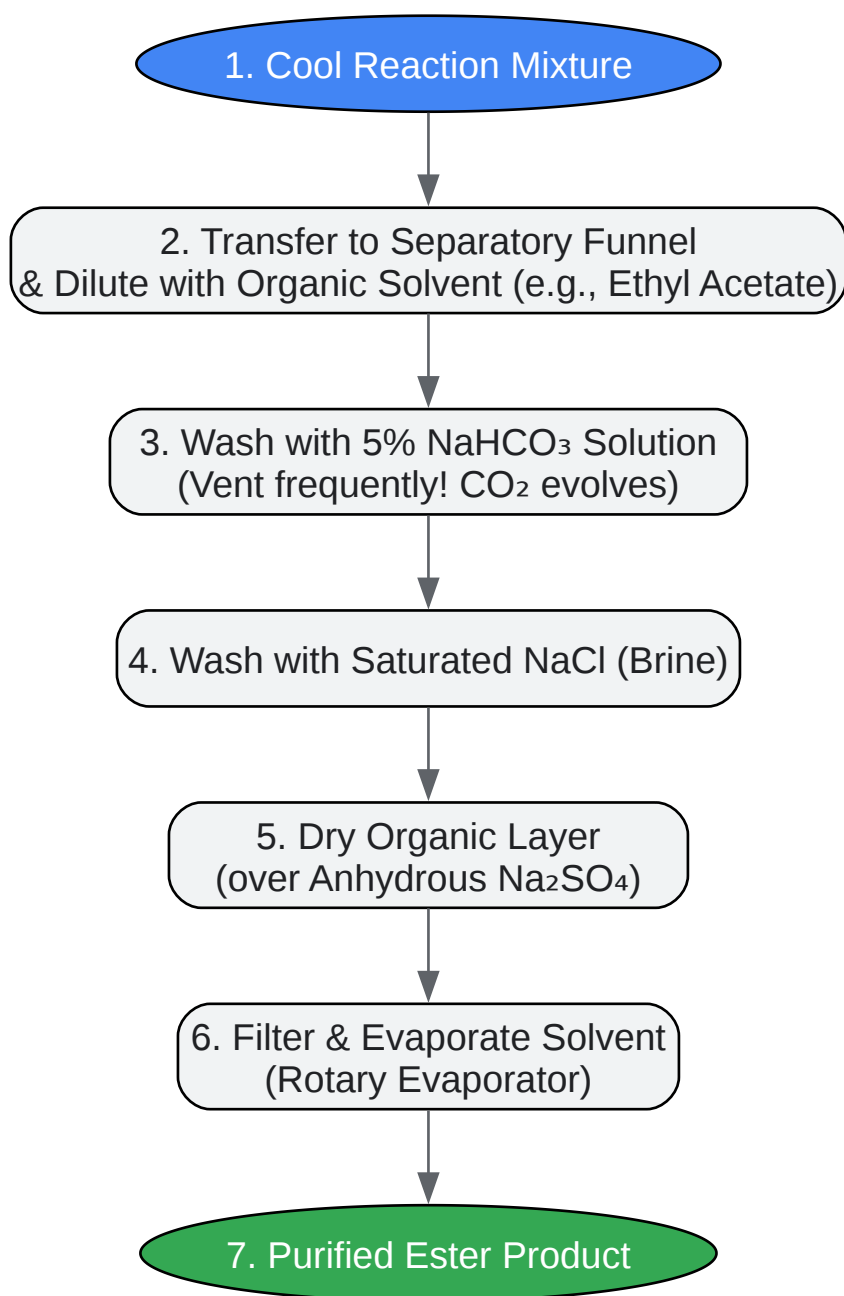 1. Cool Reaction Mixture
2. Transfer to Separatory Funnel
& Dilute with Organic Solvent (e.g., Ethyl Acetate)
3. Wash with 5% NaHCO₃ Solution
(Vent frequently! CO₂ evolves)
4. Wash with Saturated NaCl (Brine)
5. Dry Organic Layer
(over Anhydrous Na₂SO₄)
6. Filter & Evaporate Solvent
(Rotary Evaporator)
7. Purified Ester Product